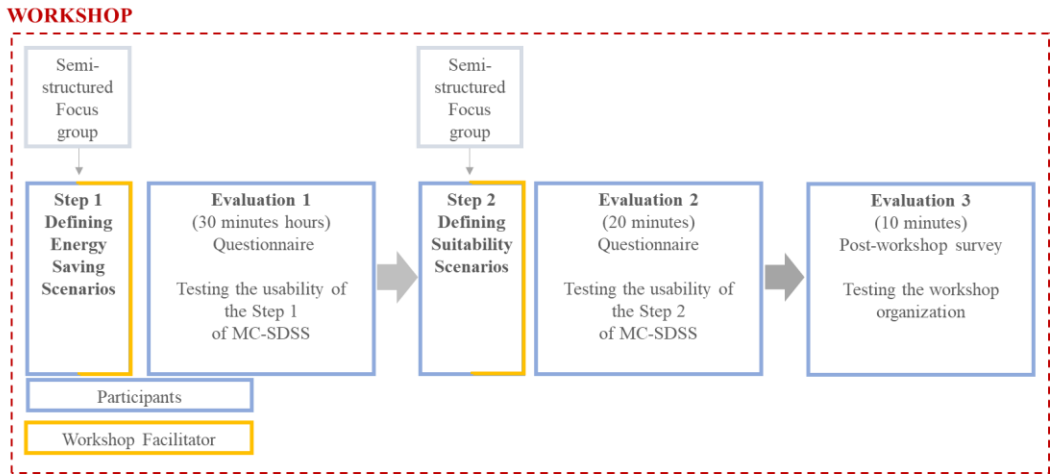 WORKSHOP
Semi-
structured
Focus
group
Semi-
structured
Focus
group
Step 1
Defining
Energy
Saving
Scenarios
Evaluation 1
(30 minutes hours)
Questionnaire
Testing the usability of
the Step 1
of MC-SDSS
Step 2
Defining
Suitability
Scenarios
Evaluation 2
(20 minutes)
Questionnaire
Testing the usability of
the Step 2
of MC-SDSS
Evaluation 3
(10 minutes)
Post-workshop survey
Testing the workshop
organization
Participants
Workshop Facilitator